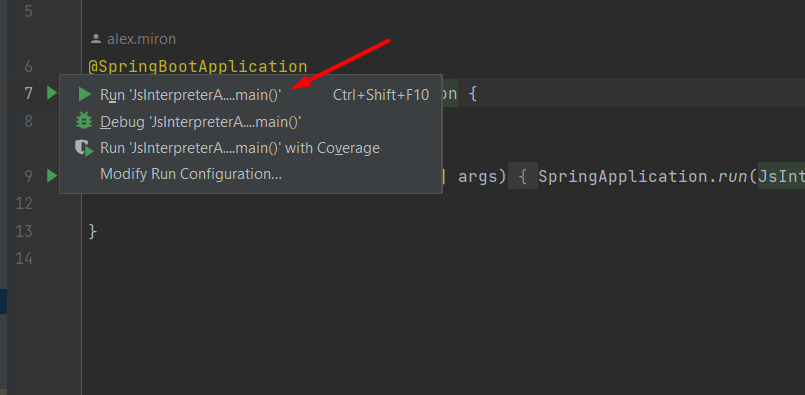 5
alex.miron
6 @SpringBootApplication
Run 'JsInterpreterA....main()' Ctrl+Shift+F10
7 on {
Debug 'JsInterpreterA....main()'
8
Run 'JsInterpreterA....main()' with Coverage
Modify Run Configuration...
9 args) { SpringApplication.run(JsInt
12
13 }
14